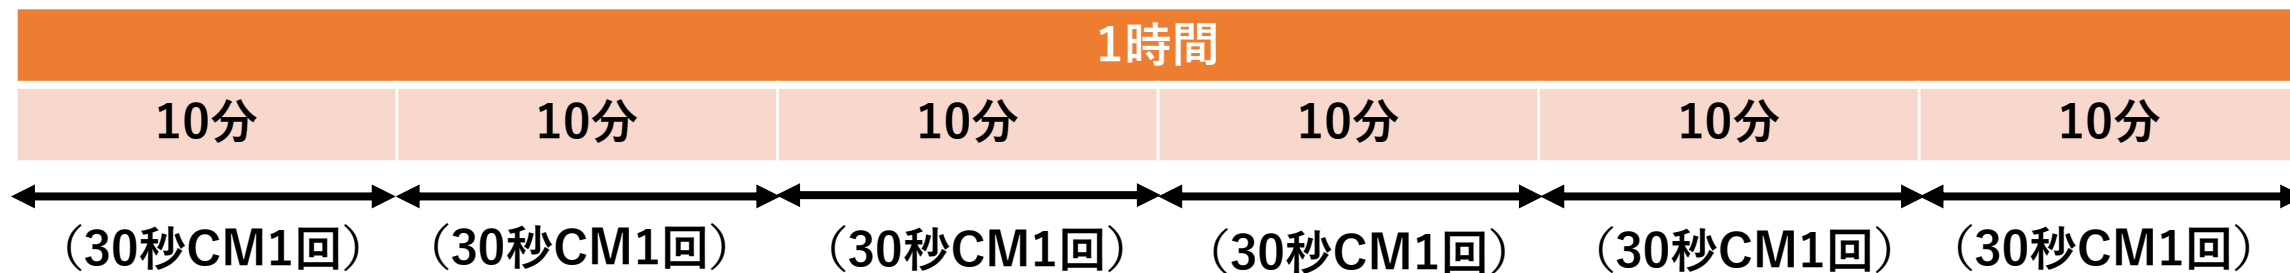 1時間
10分 10分 10分 10分 10分 10分
（30秒CM1回） （30秒CM1回） （30秒CM1回） （30秒CM1回） （30秒CM1回） （30秒CM1回）